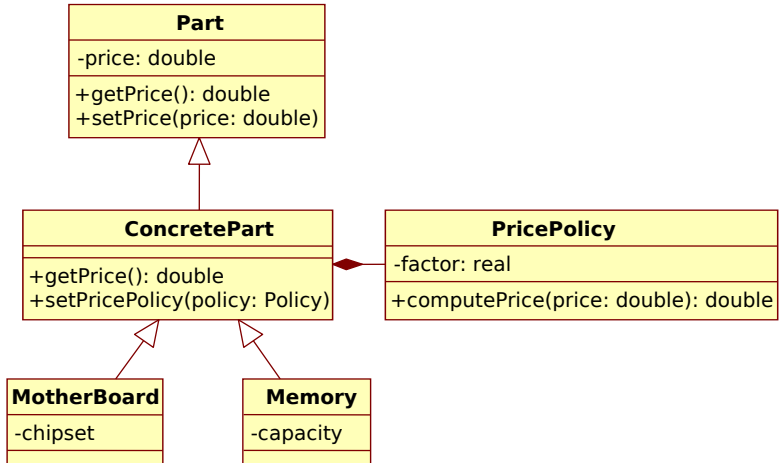 Part
-price: double
+getPrice(): double
+setPrice(price: double)
ConcretePart
+getPrice(): double
+setPricePolicy(policy: Policy)
PricePolicy
-factor: real
+computePrice(price: double): double
MotherBoard
-chipset
Memory
-capacity